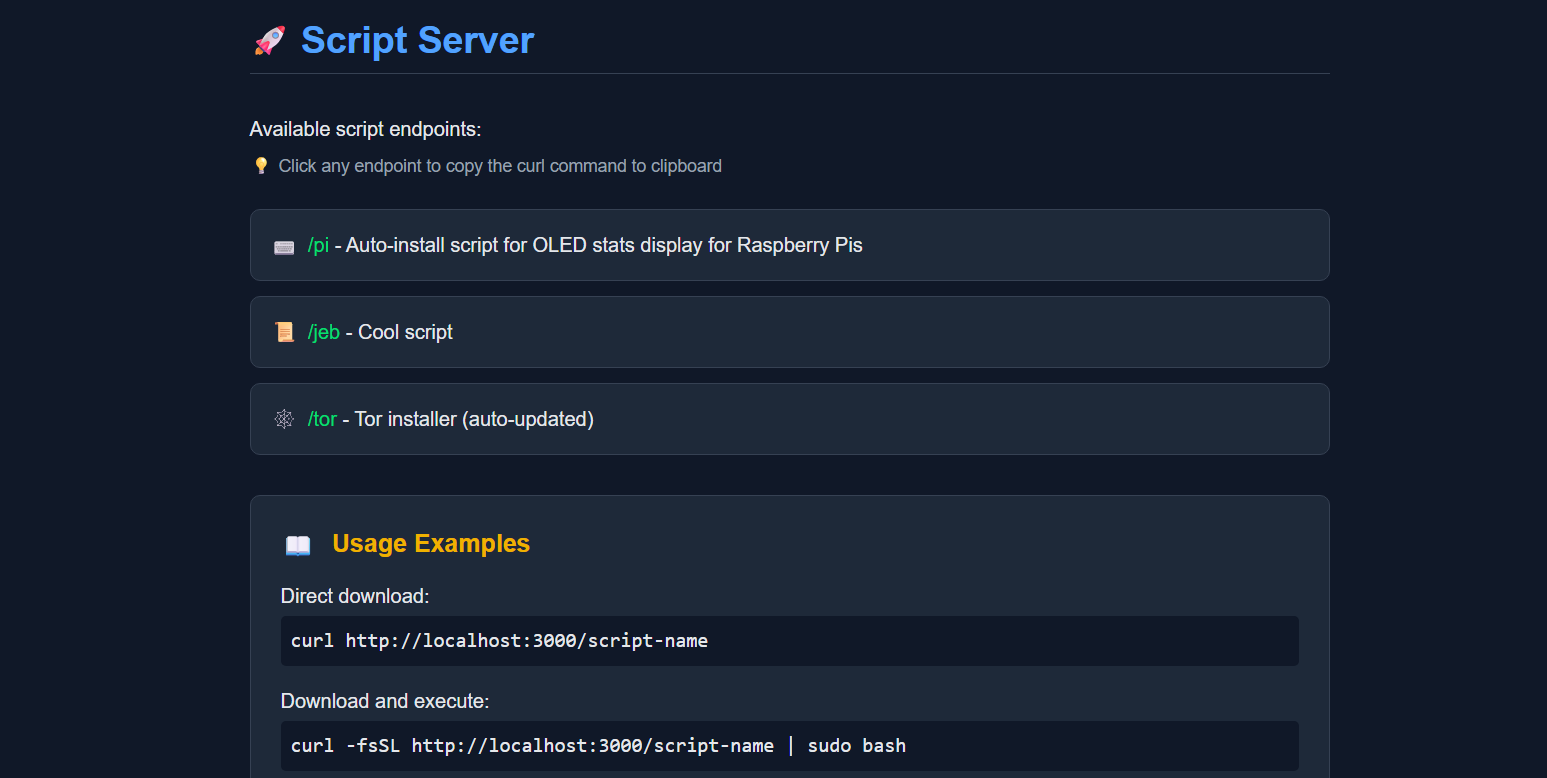 🚀 Script Server
Available script endpoints:
💡 Click any endpoint to copy the curl command to clipboard
⌨️ /pi - Auto-install script for OLED stats display for Raspberry Pis
📜 /jeb - Cool script
🕸️ /tor - Tor installer (auto-updated)
📖 Usage Examples
Direct download:
curl http://localhost:3000/script-name
Download and execute:
curl -fsSL http://localhost:3000/script-name | sudo bash